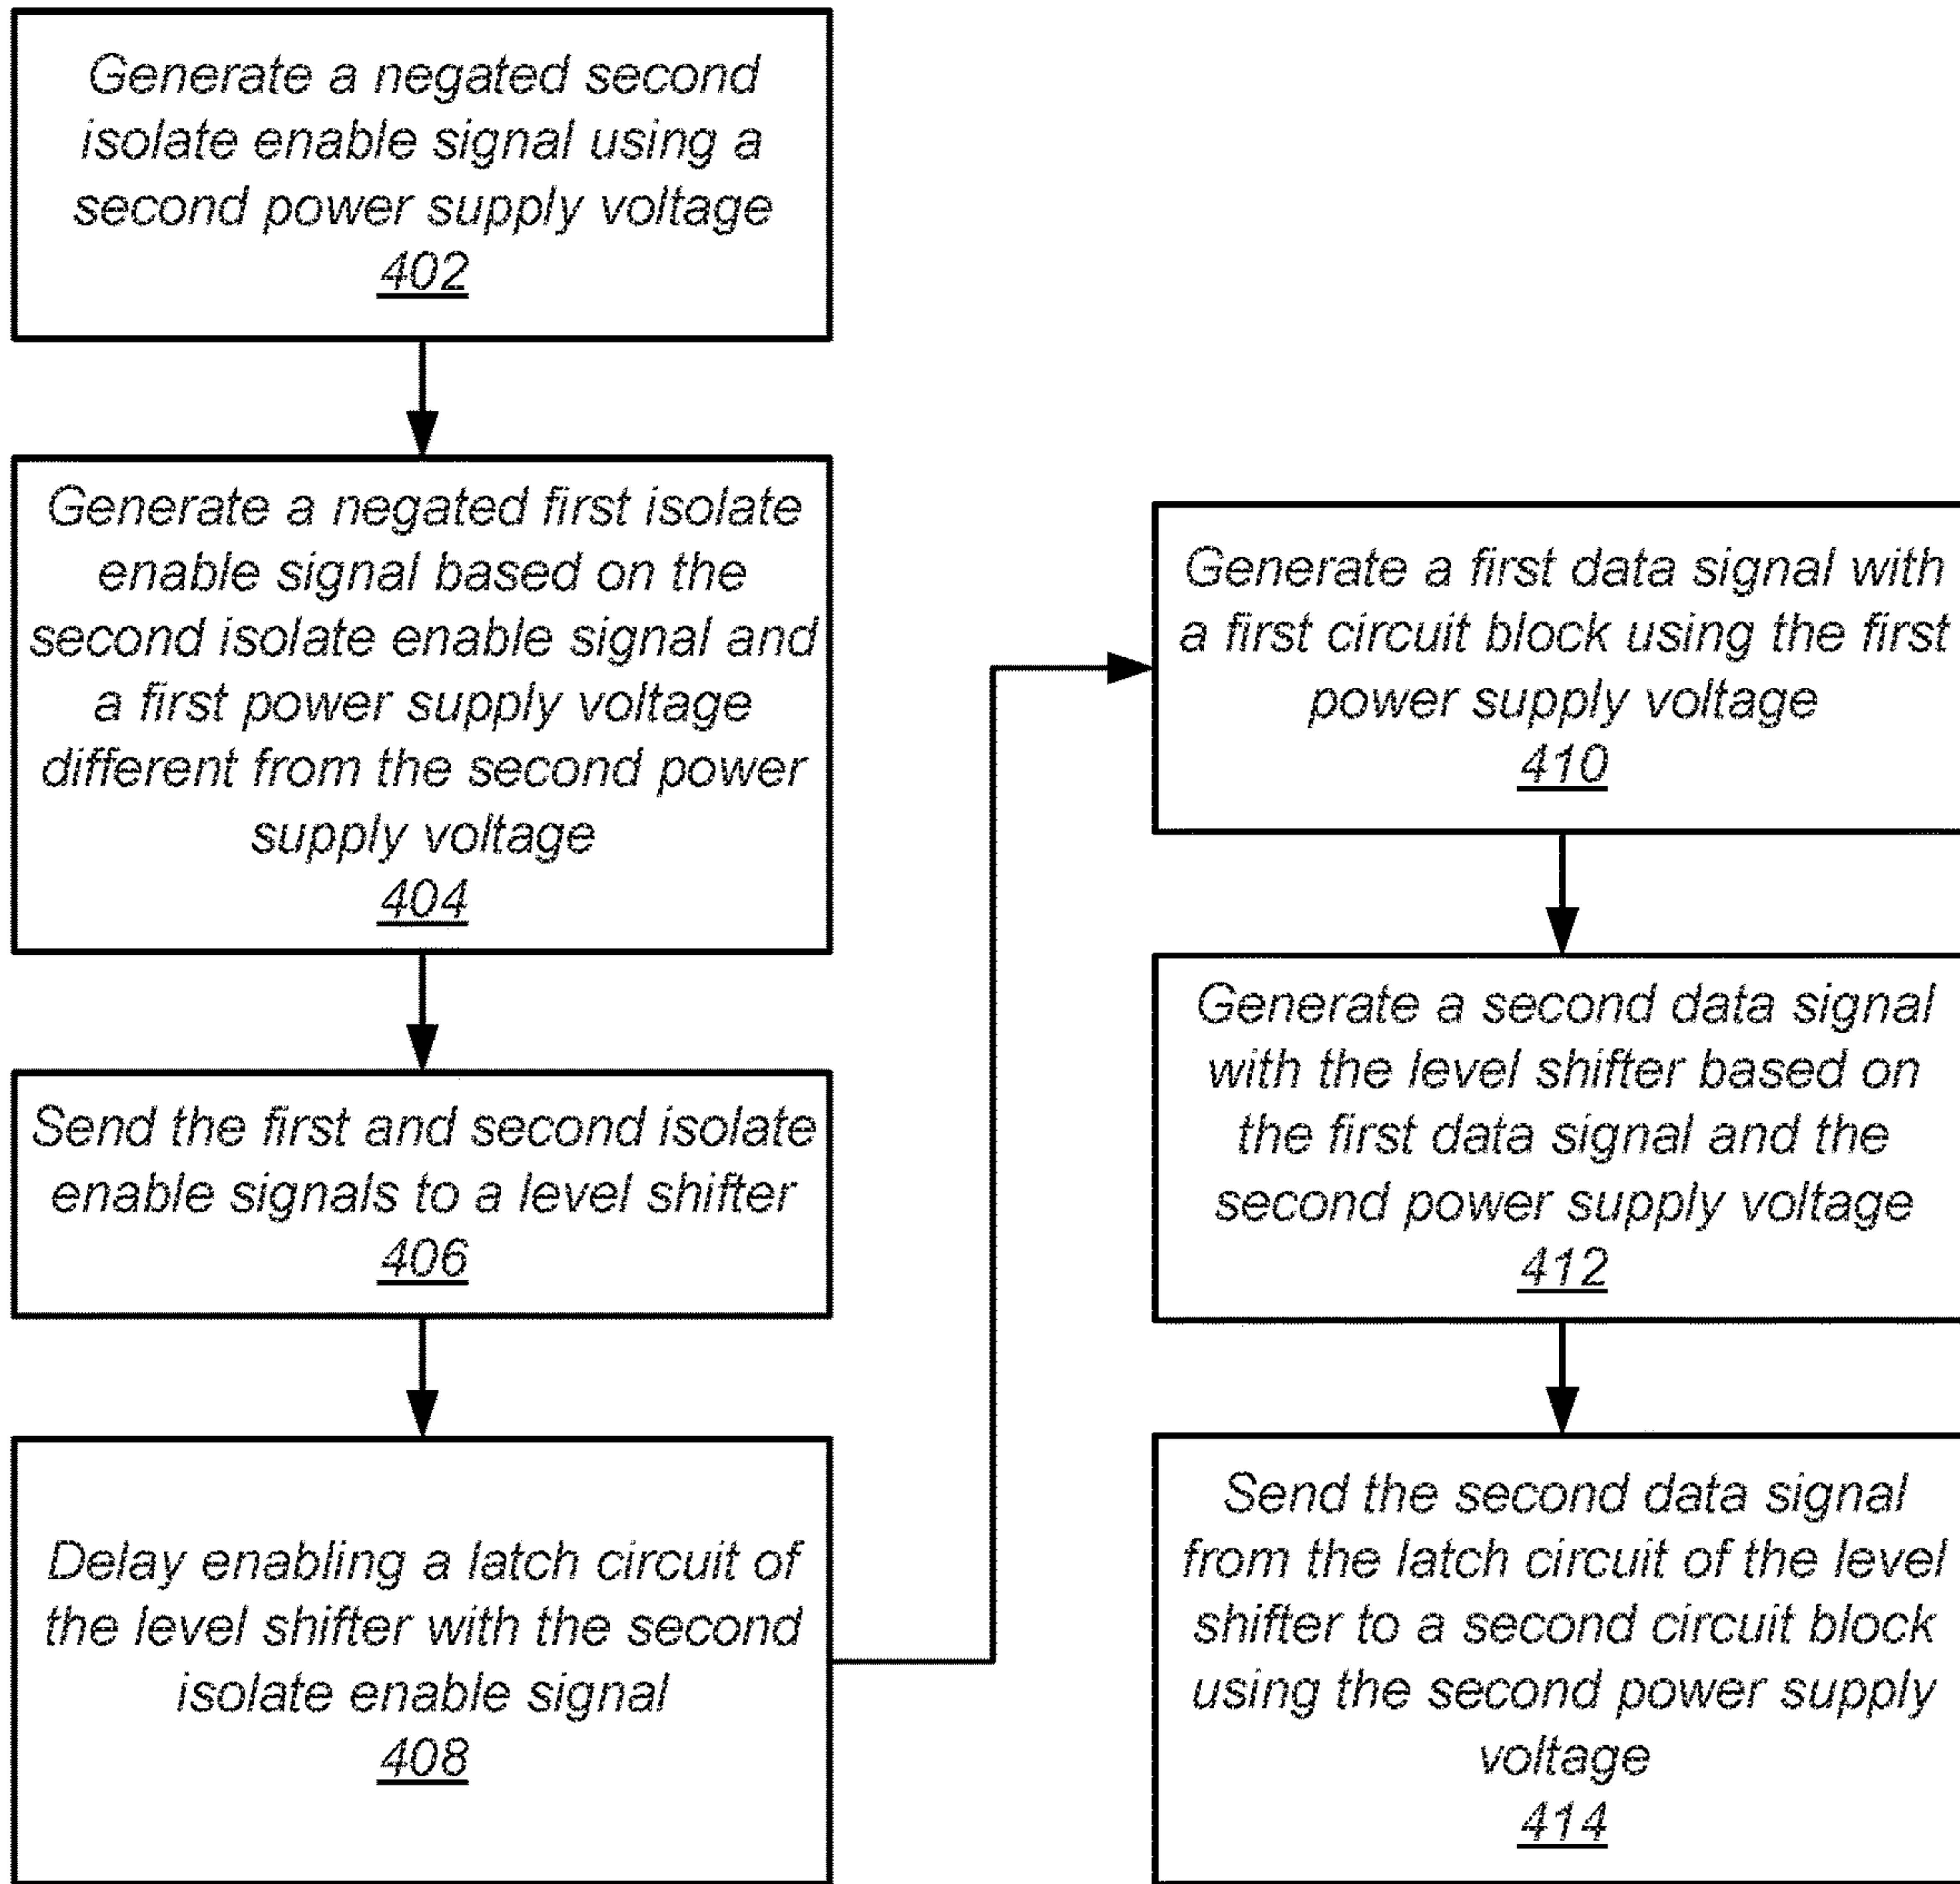 Generate a negated second
isolate enable signal using a
second power supply voltage
402
Generate a negated first isolate
enable signal based on the
second isolate enable signal and
a first power supply voltage
different from the second power
supply voltage
404
Send the first and second isolate
enable signals to a level shifter
406
Delay enabling a latch circuit of
the level shifter with the second
isolate enable signal
408
Generate a first data signal with
a first circuit block using the first
power supply voltage
410
Generate a second data signal
with the level shifter based on
the first data signal and the
second power supply voltage
412
Send the second data signal
from the latch circuit of the level
shifter to a second circuit block
using the second power supply
voltage
414